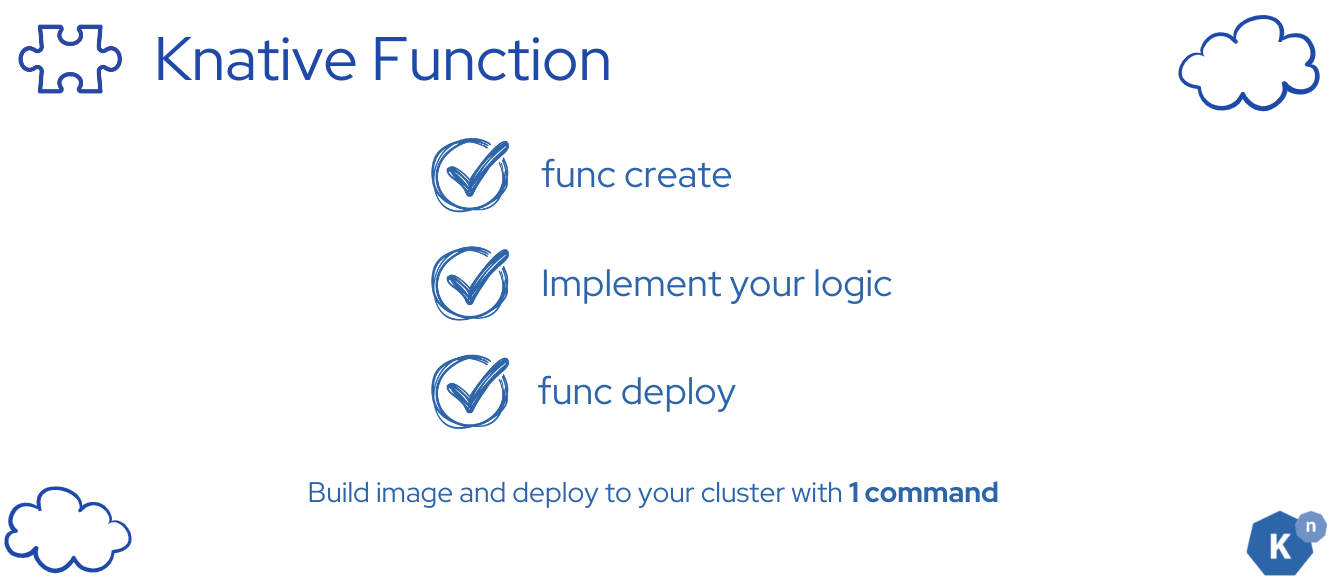 Knative Function
func create
Implement your logic
func deploy
Build image and deploy to your cluster with 1 command
K n